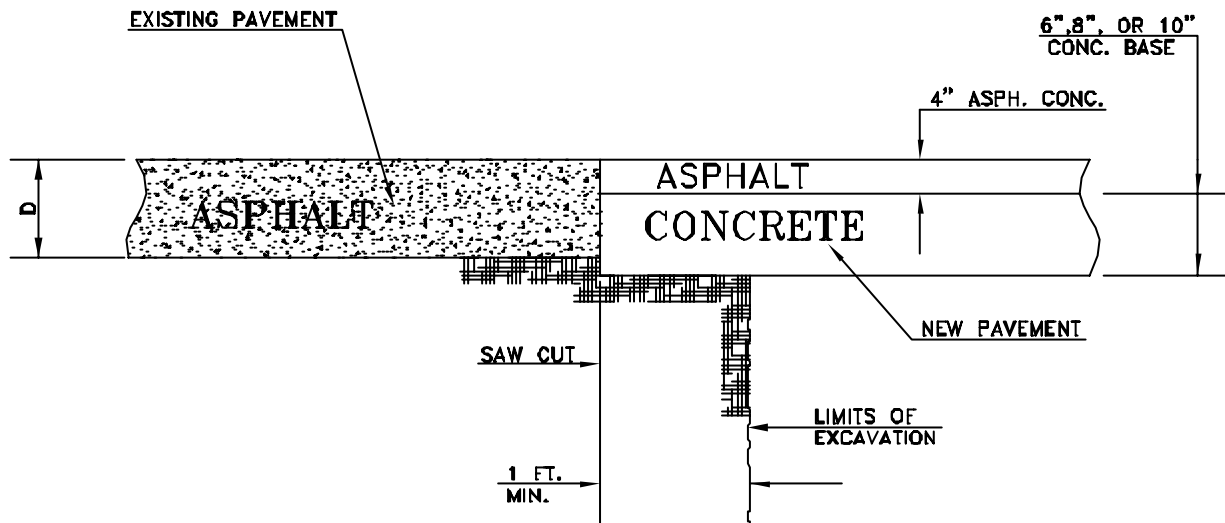 EXISTING PAVEMENT
6",8", OR 10"
CONC. BASE
4" ASPH. CONC.
D
ASPHALT
ASPHALT
CONCRETE
NEW PAVEMENT
SAW CUT
LIMITS OF
EXCAVATION
1 FT.
MIN.